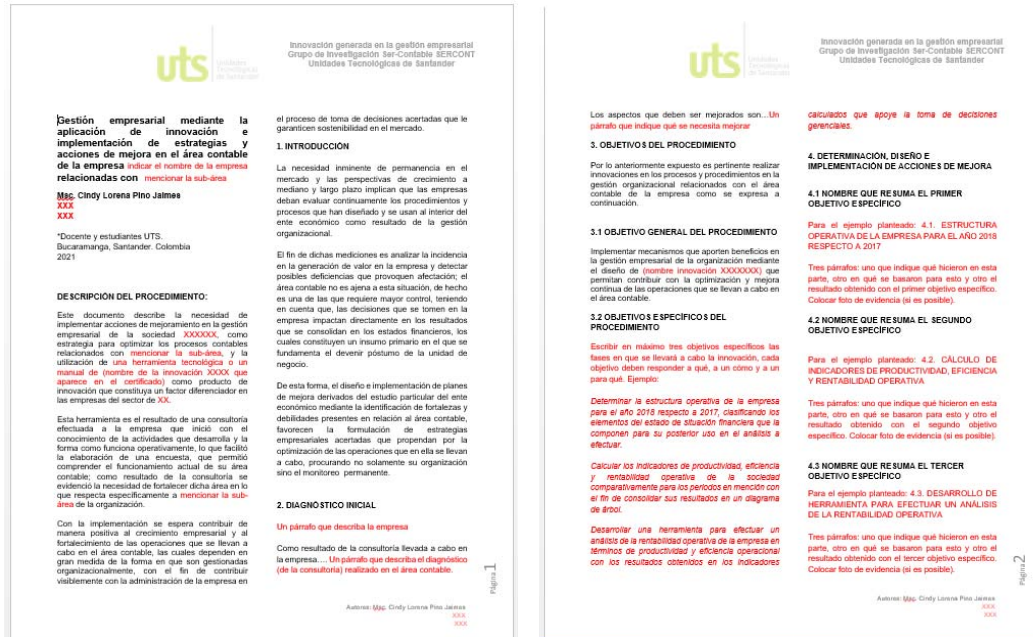 uts
Unidades
Tecnológicas
de Santander
Innovación generada en la gestión empresarial
Grupo de Investigación Ser-Contable SERCONT
Unidades Tecnológicas de Santander
Gestión empresarial mediante la
aplicación de innovación e
implementación de estrategias y
acciones de mejora en el área contable
de la empresa indicar el nombre de la empresa
relacionadas con mencionar la sub-área
Msc. Cindy Lorena Pino Jaimes
XXX
XXX
*Docente y estudiantes UTS.
Bucaramanga, Santander. Colombia
2021
DESCRIPCIÓN DEL PROCEDIMIENTO:
Este documento describe la necesidad de
implementar acciones de mejoramiento en la gestión
empresarial de la sociedad XXXXXX, como
estrategia para optimizar los procesos contables
relacionados con mencionar la sub-área, y la
utilización de una herramienta tecnológica o un
manual de (nombre de la innovación XXXX que
aparece en el certificado) como producto de
innovación que constituya un factor diferenciador en
las empresas del sector de XX.
Esta herramienta es el resultado de una consultoría
efectuada a la empresa que inició con el
conocimiento de la actividades que desarrolla y la
forma como funciona operativamente, lo que facilitó
la elaboración de una encuesta, que permitió
comprender el funcionamiento actual de su área
contable; como resultado de la consultoría se
evidenció la necesidad de fortalecer dicha área en lo
que respecta específicamente a mencionar la sub-
área de la organización.
Con la implementación se espera contribuir de
manera positiva al crecimiento empresarial y al
fortalecimiento de las operaciones que se llevan a
cabo en el área contable, las cuales dependen en
gran medida de la forma en que son gestionadas
organizacionalmente, con el fin de contribuir
visiblemente con la administración de la empresa en
el proceso de toma de decisiones acertadas que le
garanticen sostenibilidad en el mercado.
1. INTRODUCCIÓN
La necesidad inminente de permanencia en el
mercado y las perspectivas de crecimiento a
mediano y largo plazo implican que las empresas
deban evaluar continuamente los procedimientos y
procesos que han diseñado y se usan al interior del
ente económico como resultado de la gestión
organizacional.
El fin de dichas mediciones es analizar la incidencia
en la generación de valor en la empresa y detectar
posibles deficiencias que provoquen afectación; el
área contable no es ajena a esta situación, de hecho
es una de las que requiere mayor control, teniendo
en cuenta que, las decisiones que se tomen en la
empresa impactan directamente en los resultados
que se consolidan en los estados financieros, los
cuales constituyen un insumo primario en el que se
fundamenta el devenir póstumo de la unidad de
negocio.
De esta forma, el diseño e implementación de planes
de mejora derivados del estudio particular del ente
económico mediante la identificación de fortalezas y
debilidades presentes en relación al área contable,
favorecen la formulación de estrategias
empresariales acertadas que propendan por la
optimización de las operaciones que en ella se llevan
a cabo, procurando no solamente su organización
sino el monitoreo permanente.
2. DIAGNÓSTICO INICIAL
Un párrafo que describa la empresa
Como resultado de la consultoría llevada a cabo en
la empresa.... Un párrafo que describa el diagnóstico
(de la consultoría) realizado en el área contable.
Página 1
Autores: Msc. Cindy Lorena Pino Jaimes
XXX
XXX
uts
Unidades
Tecnológicas
de Santander
Innovación generada en la gestión empresarial
Grupo de Investigación Ser-Contable SERCONT
Unidades Tecnológicas de Santander
Los aspectos que deben ser mejorados son...Un
párrafo que indique qué se necesita mejorar
3. OBJETIVOS DEL PROCEDIMIENTO
Por lo anteriormente expuesto es pertinente realizar
innovaciones en los procesos y procedimientos en la
gestión organizacional relacionados con el área
contable de la empresa como se expresa a
continuación.
3.1 OBJETIVO GENERAL DEL PROCEDIMIENTO
Implementar mecanismos que aporten beneficios en
la gestión empresarial de la organización mediante
el diseño de (nombre innovación XXXXXXX) que
permitan contribuir con la optimización y mejora
continua de las operaciones que se llevan a cabo en
el área contable.
3.2 OBJETIVOS ESPECÍFICOS DEL
PROCEDIMIENTO
Escribir en máximo tres objetivos específicos las
fases en que se llevará a cabo la innovación, cada
objetivo deben responder a qué, a un cómo y a un
para qué. Ejemplo:
Determinar la estructura operativa de la empresa
para el año 2018 respecto a 2017, clasificando los
elementos del estado de situación financiera que la
componen para su posterior uso en el análisis a
efectuar.
Calcular los indicadores de productividad, eficiencia
y rentabilidad operativa de la sociedad
comparativamente para los periodos en mención con
el fin de consolidar sus resultados en un diagrama
de árbol.
Desarrollar una herramienta para efectuar un
análisis de la rentabilidad operativa de la empresa en
términos de productividad y eficiencia operacional
con los resultados obtenidos en los indicadores
calculados que apoye la toma de decisiones
gerenciales.
4. DETERMINACIÓN, DISEÑO E
IMPLEMENTACIÓN DE ACCIONES DE MEJORA
4.1 NOMBRE QUE RESUMA EL PRIMER
OBJETIVO ESPECÍFICO
Para el ejemplo planteado: 4.1. ESTRUCTURA
OPERATIVA DE LA EMPRESA PARA EL AÑO 2018
RESPECTO A 2017
Tres párrafos: uno que indique qué hicieron en esta
parte, otro en qué se basaron para esto y otro el
resultado obtenido con el primer objetivo específico.
Colocar foto de evidencia (si es posible).
4.2 NOMBRE QUE RESUMA EL SEGUNDO
OBJETIVO ESPECÍFICO
Para el ejemplo planteado: 4.2. CÁLCULO DE
INDICADORES DE PRODUCTIVIDAD, EFICIENCIA
Y RENTABILIDAD OPERATIVA
Tres párrafos: uno que indique qué hicieron en esta
parte, otro en qué se basaron para esto y otro el
resultado obtenido con el segundo objetivo
específico. Colocar foto de evidencia (si es posible).
4.3 NOMBRE QUE RESUMA EL TERCER
OBJETIVO ESPECÍFICO
Para el ejemplo planteado: 4.3. DESARROLLO DE
HERRAMIENTA PARA EFECTUAR UN ANÁLISIS
DE LA RENTABILIDAD OPERATIVA
Tres párrafos: uno que indique qué hicieron en esta
parte, otro en qué se basaron para esto y otro el
resultado obtenido con el tercer objetivo específico.
Colocar foto de evidencia (si es posible).
Página 2
Autores: Msc. Cindy Lorena Pino Jaimes
XXX
XXX